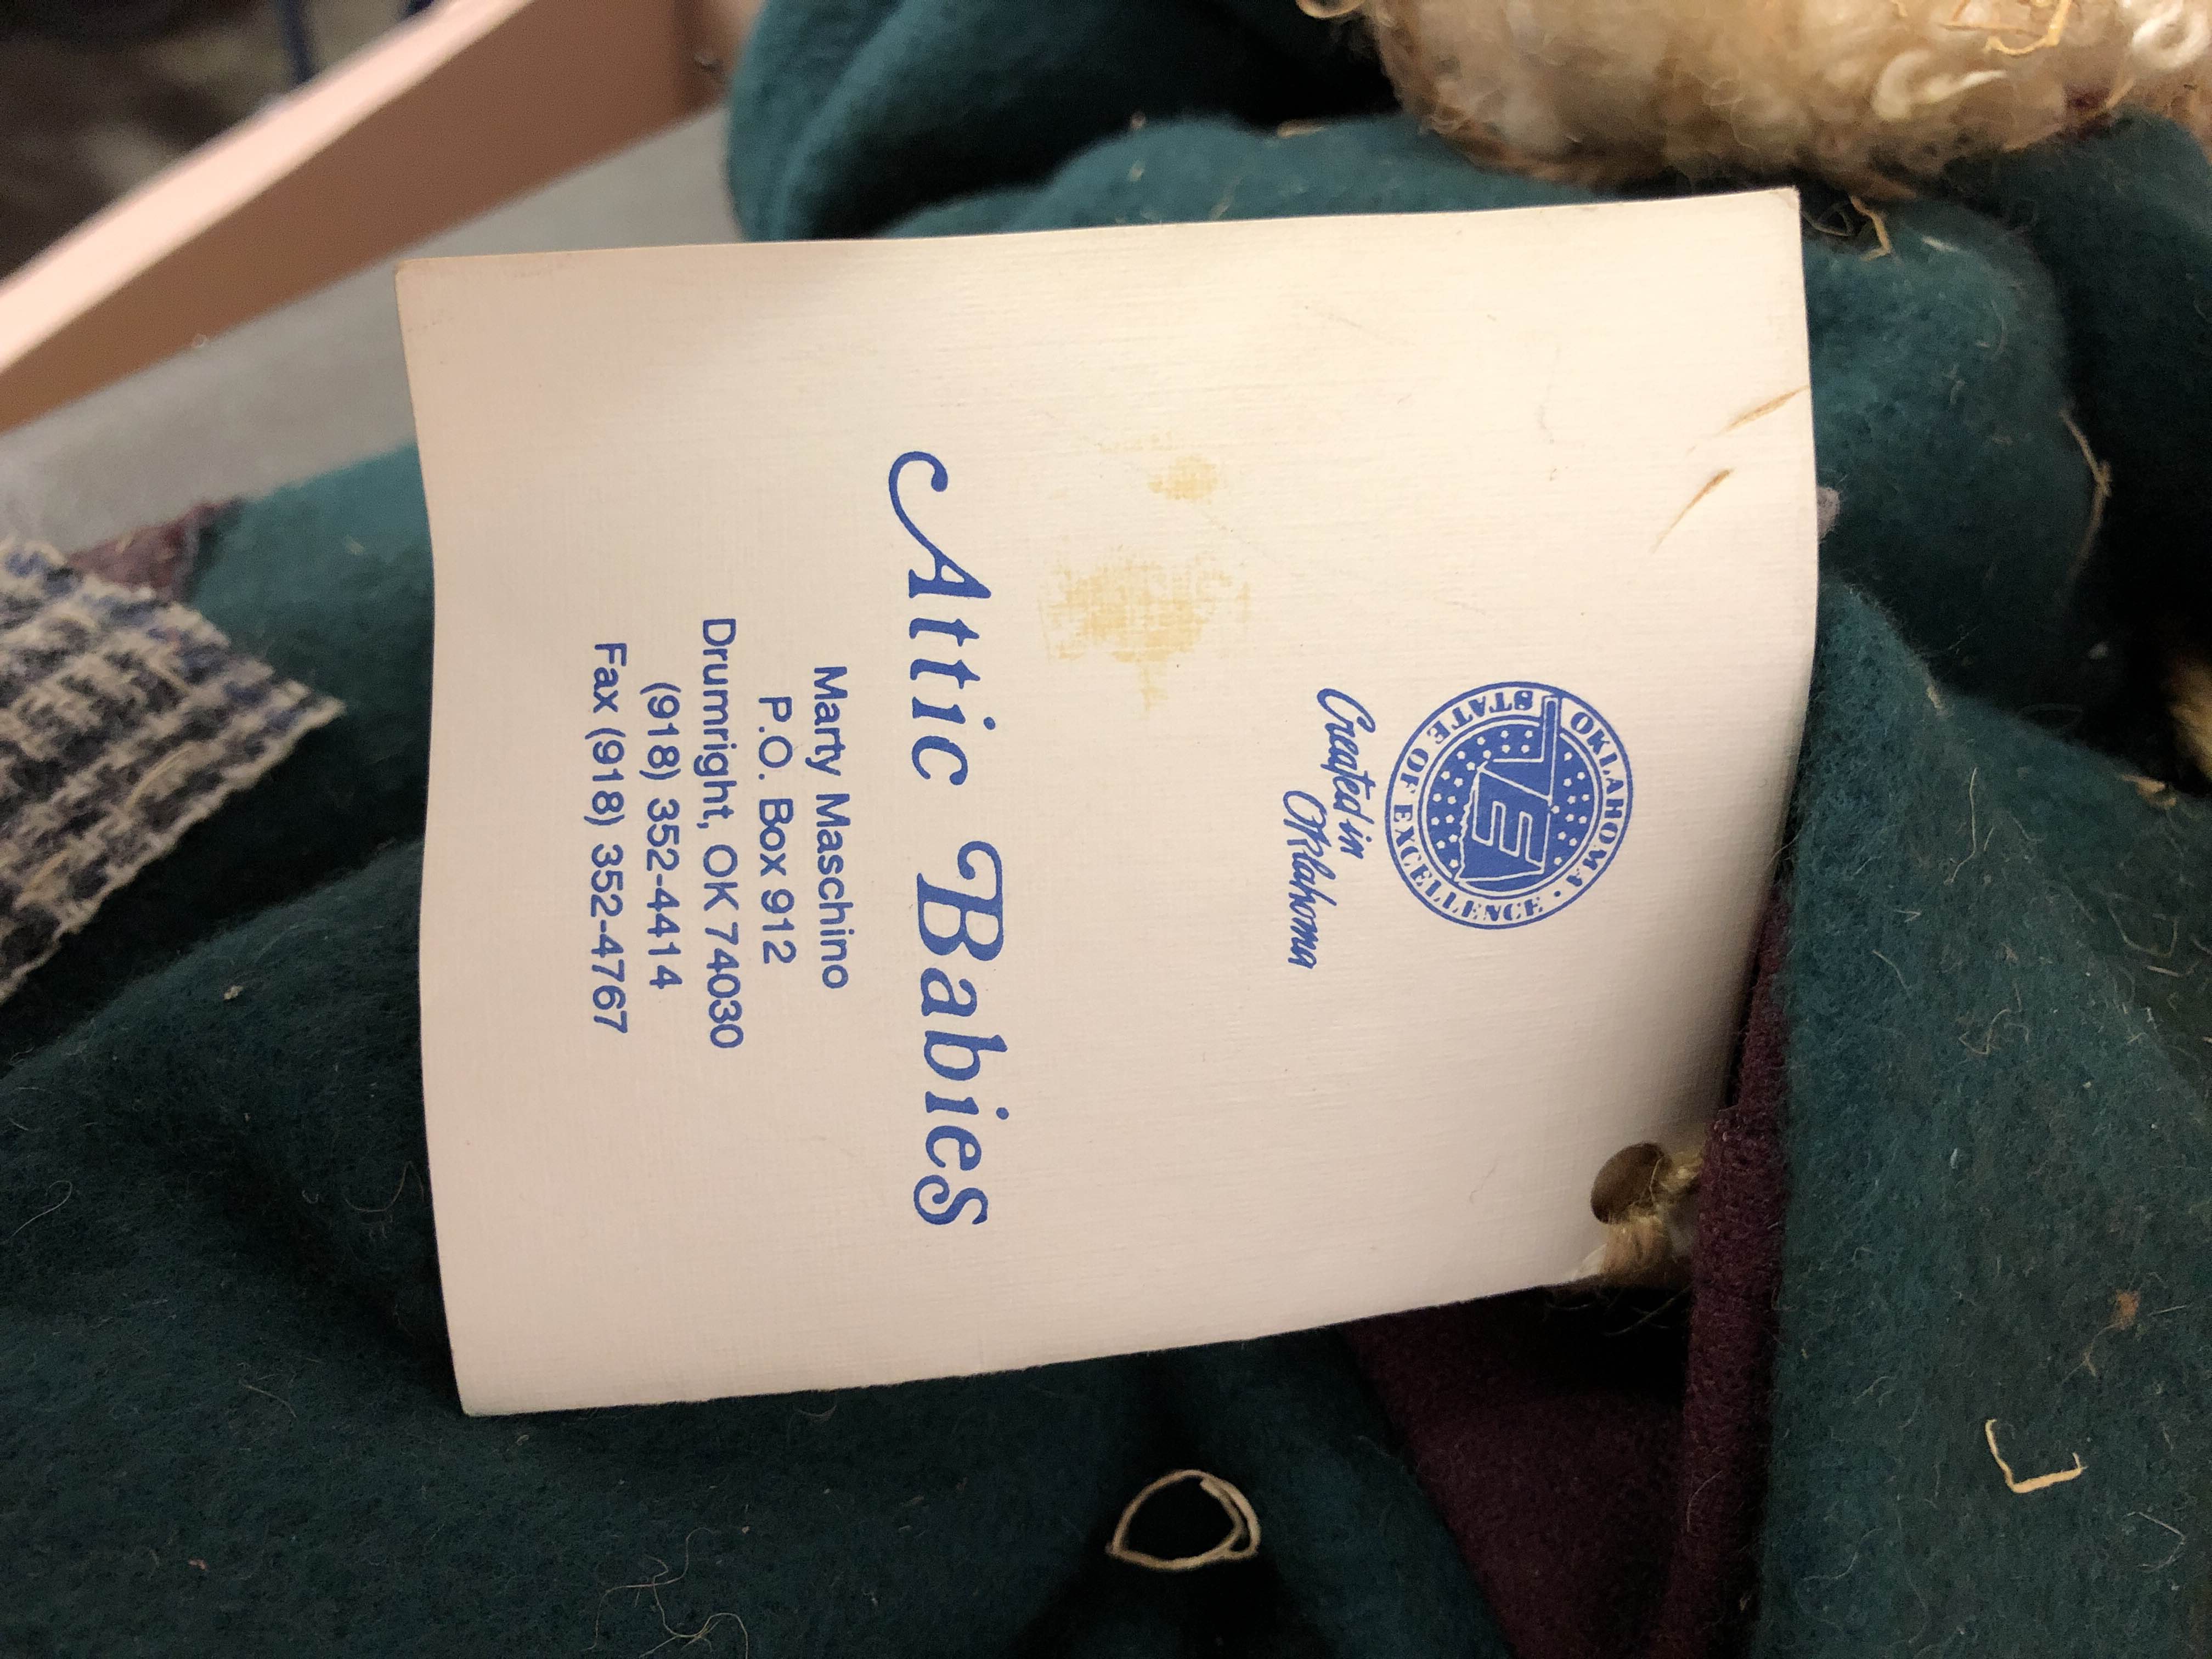 OKLAHOMA • STATE OF EXCELLENCE
Created in
Oklahoma
Attic Babies
Marty Maschino
P.O. Box 912
Drumright, OK 74030
(918) 352-4414
Fax (918) 352-4767